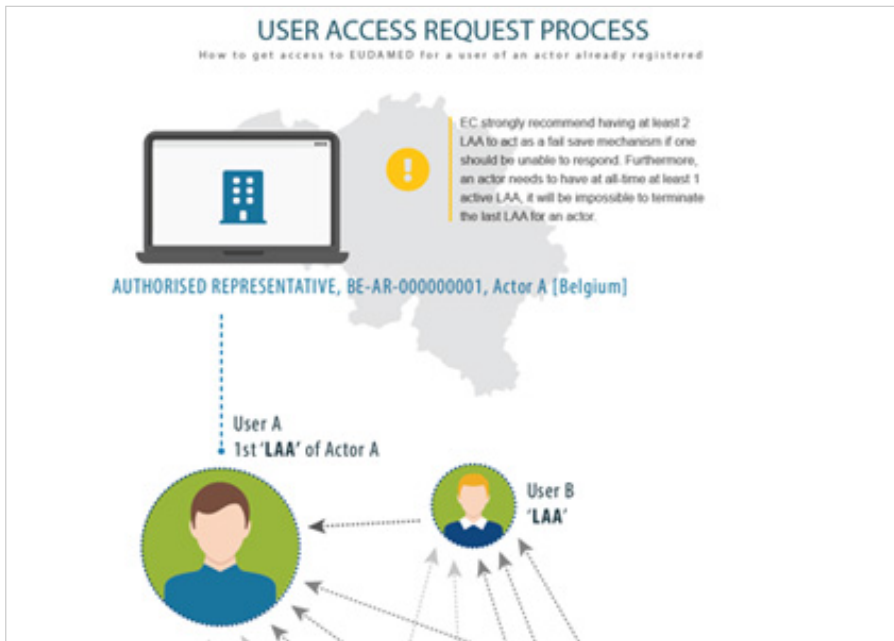 USER ACCESS REQUEST PROCESS
How to get access to EUDAMED for a user of an actor already registered
EC strongly recommend having at least 2
LAA to act as a fail save mechanism if one
should be unable to respond. Furthermore,
an actor needs to have at all-time at least 1
active LAA, it will be impossible to terminate
the last LAA for an actor.
AUTHORISED REPRESENTATIVE, BE-AR-000000001, Actor A [Belgium]
User A
1st ‘LAA’ of Actor A
User B
‘LAA’